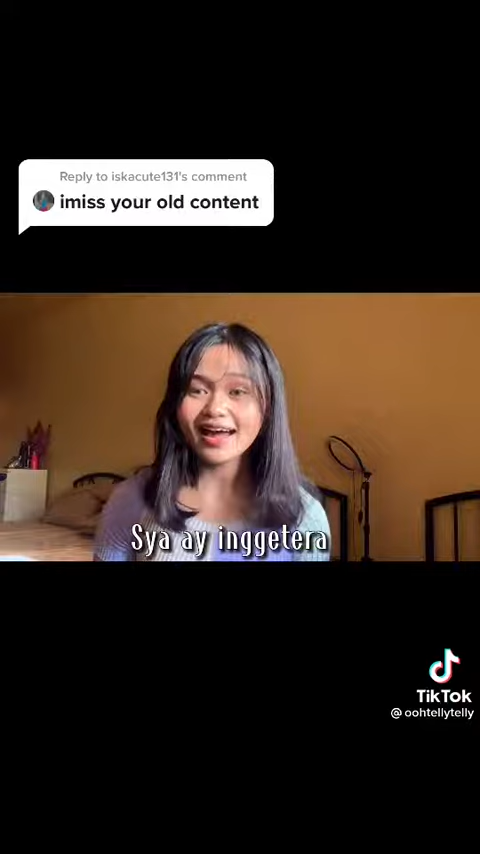 Reply to iskacute131's comment
imiss your old content
Sya ay inggetera
TikTok
@oohtellytelly